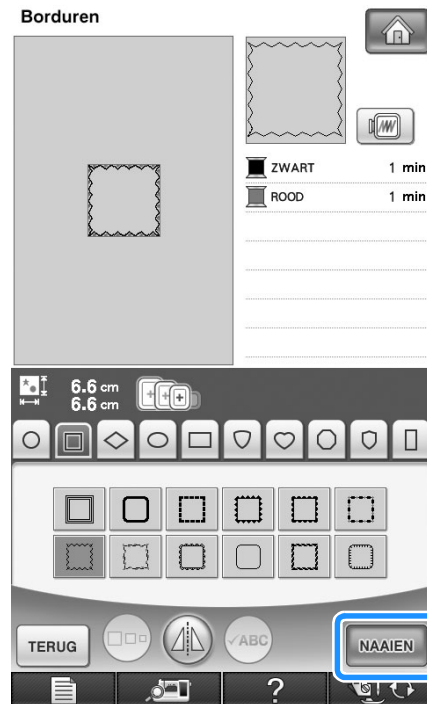 Borduren
ZWART 1 min
ROOD 1 min
6.6 cm
6.6 cm
TERUG
ABC
NAAIEN
?